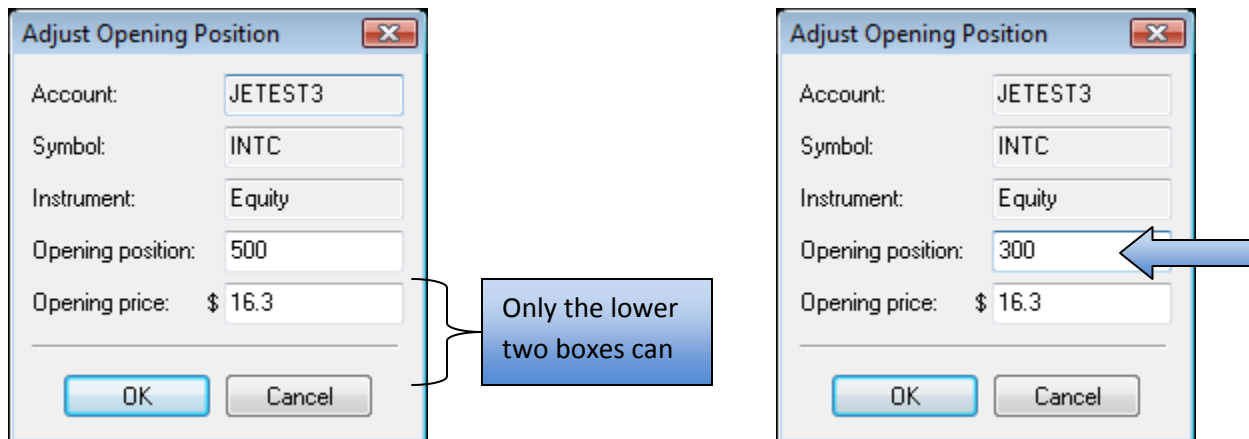 Adjust Opening Position
Account: JETEST3
Symbol: INTC
Instrument: Equity
Opening position: 500
Opening price: $ 16.3
OK Cancel
Only the lower
two boxes can
Adjust Opening Position
Account: JETEST3
Symbol: INTC
Instrument: Equity
Opening position: 300
Opening price: $ 16.3
OK Cancel